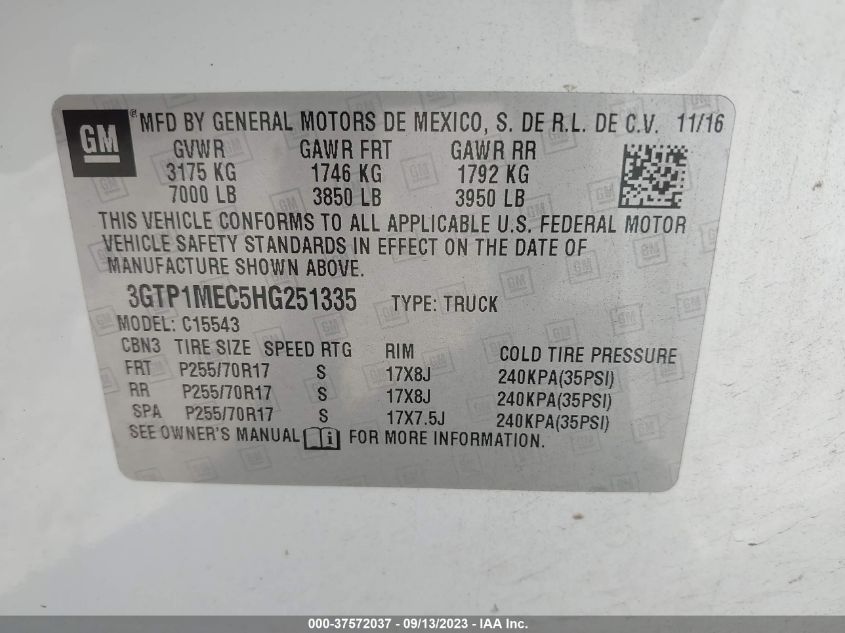 GM ® MFD BY GENERAL MOTORS DE MEXICO, S. DE R.L. DE C.V. 11/16
GVWR GAWR FRT GAWR RR
3175 KG 1746 KG 1792 KG
7000 LB 3850 LB 3950 LB
THIS VEHICLE CONFORMS TO ALL APPLICABLE U.S. FEDERAL MOTOR
VEHICLE SAFETY STANDARDS IN EFFECT ON THE DATE OF
MANUFACTURE SHOWN ABOVE.
3GTP1MEC5HG251335 TYPE: TRUCK
MODEL: C15543
CBN3 TIRE SIZE SPEED RTG RIM COLD TIRE PRESSURE
FRT P255/70R17 S 17X8J 240KPA(35PSI)
RR P255/70R17 S 17X8J 240KPA(35PSI)
SPA P255/70R17 S 17X7.5J 240KPA(35PSI)
SEE OWNER'S MANUAL i FOR MORE INFORMATION.
000-37572037 - 09/13/2023 - IAA Inc.